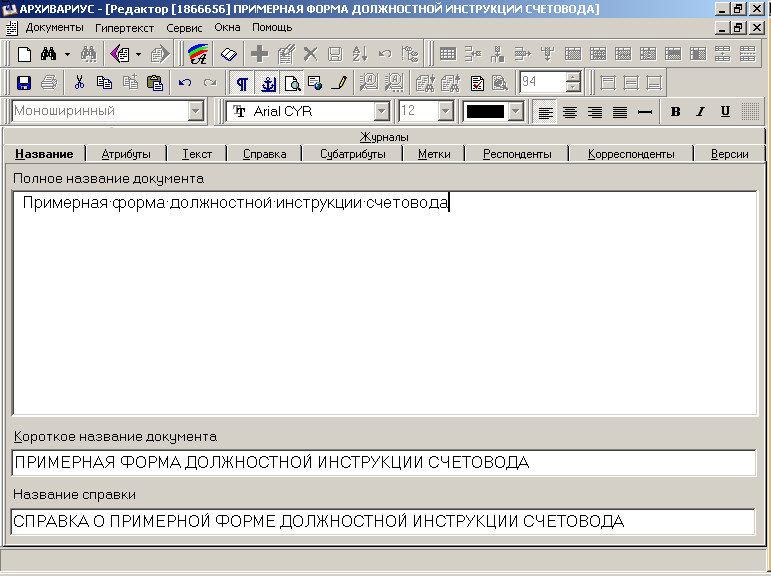 АРХИВАРИУС - [Редактор [1866656] ПРИМЕРНАЯ ФОРМА ДОЛЖНОСТНОЙ ИНСТРУКЦИИ СЧЕТОВОДА]
Документы Гипертекст Сервис Окна Помощь
94
Моноширинный Arial CYR 12 B I U
Журналы
Название Атрибуты Текст Справка Субатрибуты Метки Респонденты Корреспонденты Версии
Полное название документа
Примерная·форма·должностной·инструкции·счетовода
Короткое название документа
ПРИМЕРНАЯ ФОРМА ДОЛЖНОСТНОЙ ИНСТРУКЦИИ СЧЕТОВОДА
Название справки
СПРАВКА О ПРИМЕРНОЙ ФОРМЕ ДОЛЖНОСТНОЙ ИНСТРУКЦИИ СЧЕТОВОДА